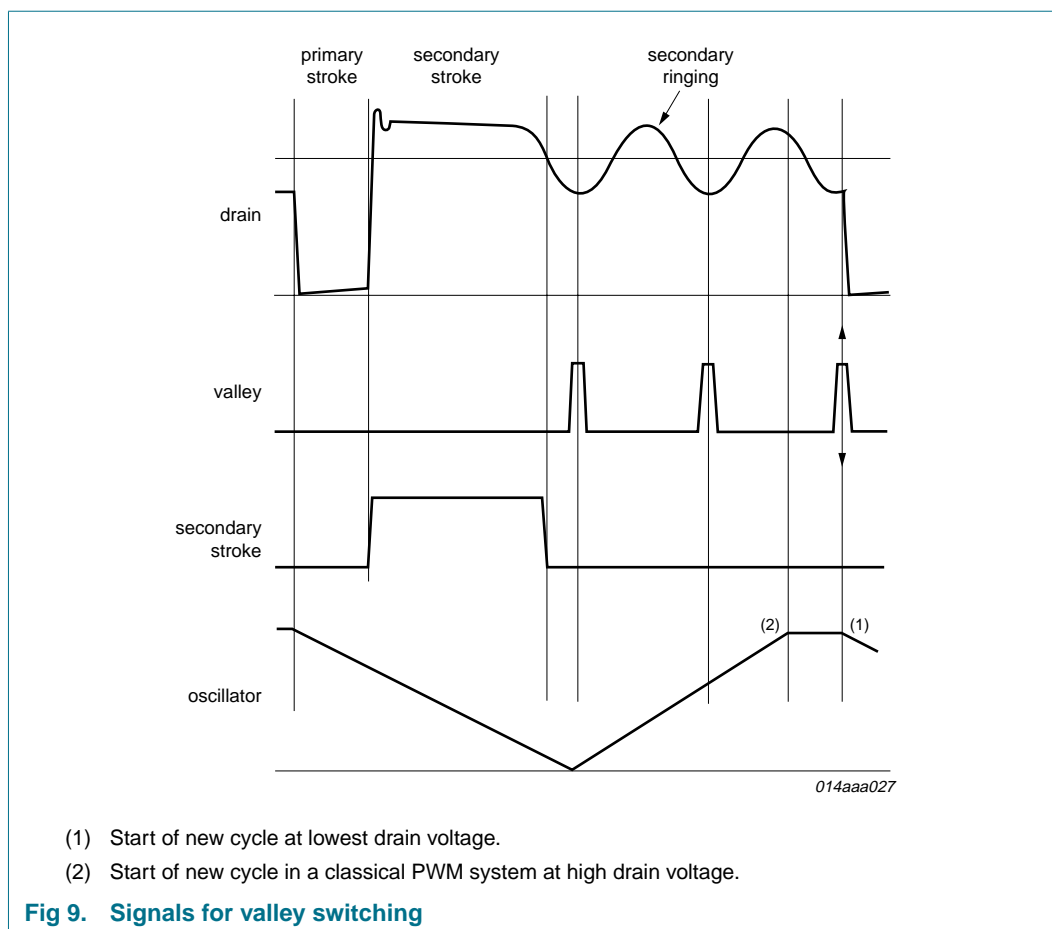 primary
stroke
secondary
stroke
secondary
ringing
drain
valley
secondary
stroke
(2)
(1)
oscillator
014aaa027
(1) Start of new cycle at lowest drain voltage.
(2) Start of new cycle in a classical PWM system at high drain voltage.
Fig 9. Signals for valley switching